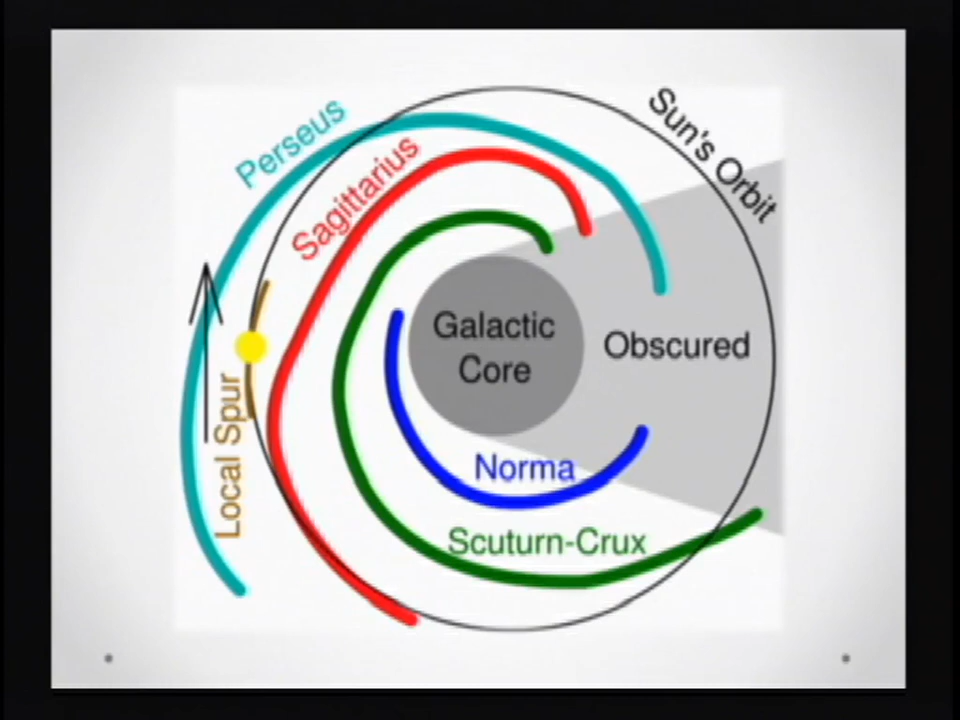 Perseus
Sagittarius
Sun's Orbit
Galactic
Core
Obscured
Local Spur
Norma
Scuturn-Crux